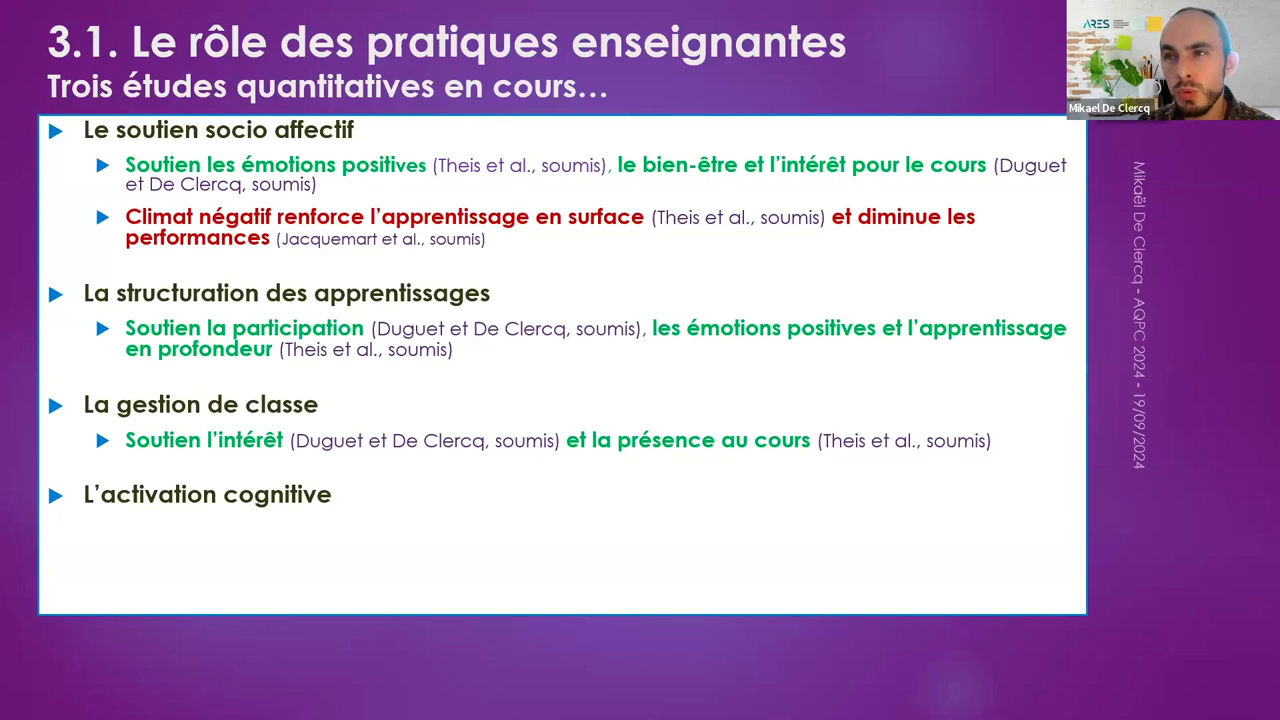 3.1. Le rôle des pratiques enseignantes
Trois études quantitatives en cours…
ARES
Mikael De Clercq
Le soutien socio affectif
Soutien les émotions positives (Theis et al., soumis), le bien-être et l’intérêt pour le cours (Duguet
et De Clercq, soumis)
Climat négatif renforce l’apprentissage en surface (Theis et al., soumis) et diminue les
performances (Jacquemart et al., soumis)
La structuration des apprentissages
Soutien la participation (Duguet et De Clercq, soumis), les émotions positives et l’apprentissage
en profondeur (Theis et al., soumis)
La gestion de classe
Soutien l’intérêt (Duguet et De Clercq, soumis) et la présence au cours (Theis et al., soumis)
L’activation cognitive
Mikaël De Clercq - AQPC 2024 - 19/09/2024